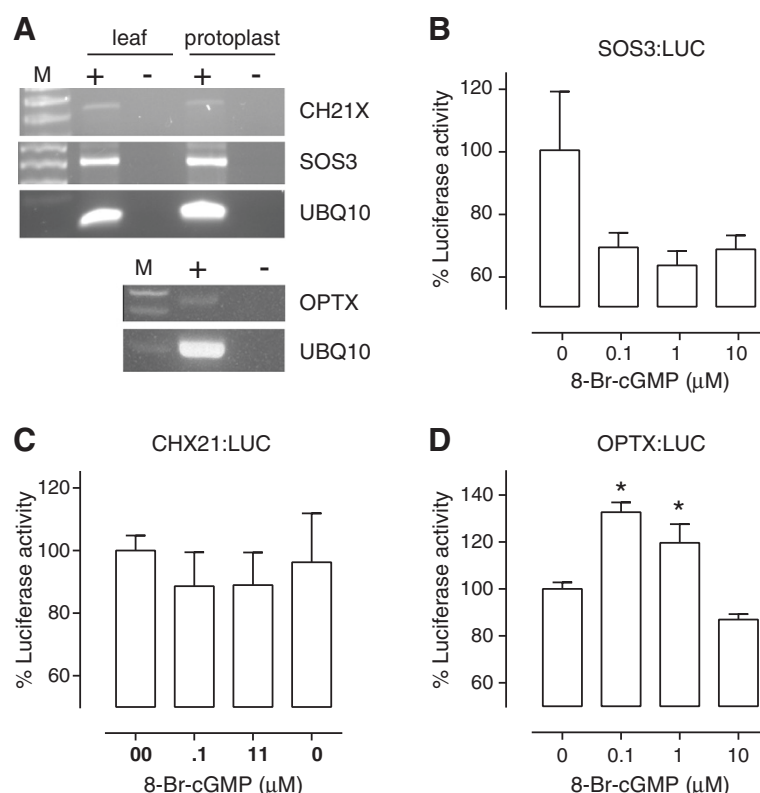 A
leaf protoplast
M + - + -
CH21X
SOS3
UBQ10
M + -
OPTX
UBQ10
B
SOS3:LUC
% Luciferase activity
120
100
80
60
0 0.1 1 10
8-Br-cGMP (μM)
C
CHX21:LUC
% Luciferase activity
120
100
80
60
00 .1 11 0
8-Br-cGMP (μM)
D
OPTX:LUC
% Luciferase activity
140
120
100
80
60
* *
0 0.1 1 10
8-Br-cGMP (μM)